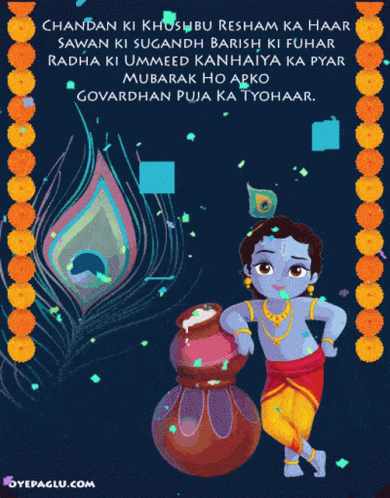 Chandan ki Khushbu Resham ka Haar
Sawan ki sugandh Barish ki fuhar
Radha ki Ummeed KANHAIYA ka pyar
Mubarak Ho apko
Govardhan Puja Ka Tyohaar.
OYEPAGLU.COM